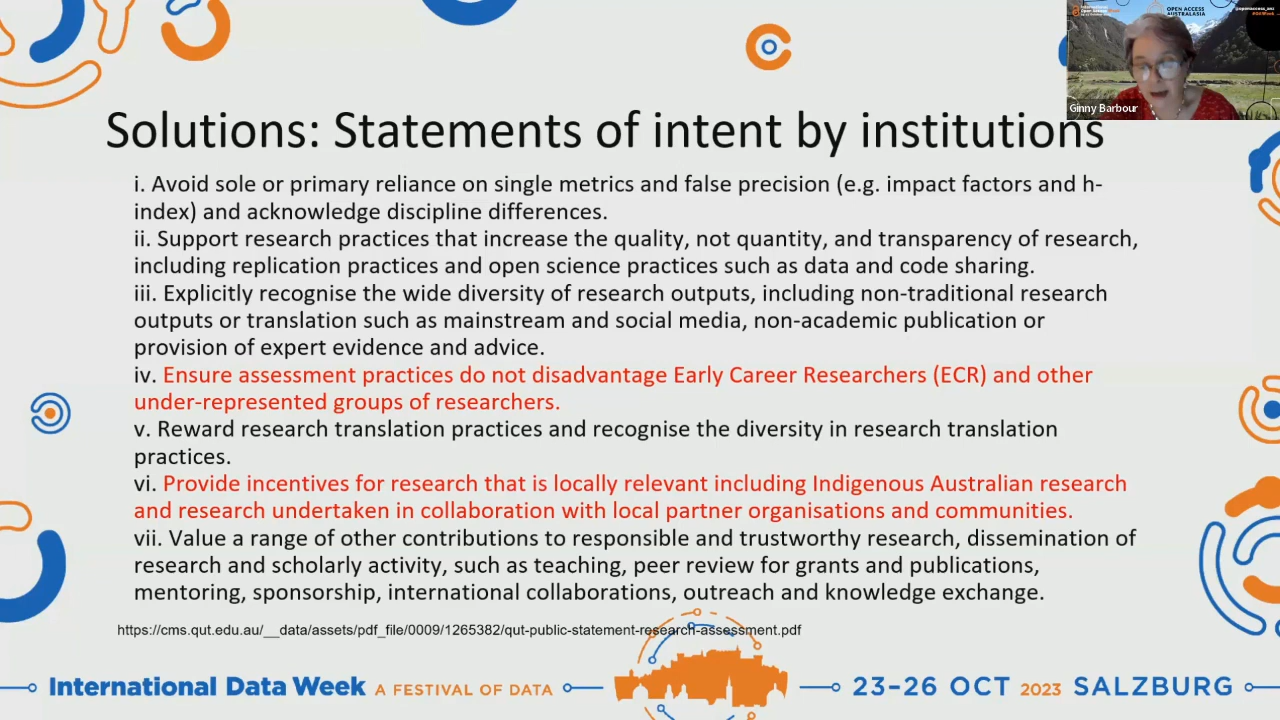 OPEN ACCESS
AUSTRALASIA
Ginny Barbour
Solutions: Statements of intent by institutions
i. Avoid sole or primary reliance on single metrics and false precision (e.g. impact factors and h-
index) and acknowledge discipline differences.
ii. Support research practices that increase the quality, not quantity, and transparency of research,
including replication practices and open science practices such as data and code sharing.
iii. Explicitly recognise the wide diversity of research outputs, including non-traditional research
outputs or translation such as mainstream and social media, non-academic publication or
provision of expert evidence and advice.
iv. Ensure assessment practices do not disadvantage Early Career Researchers (ECR) and other
under-represented groups of researchers.
v. Reward research translation practices and recognise the diversity in research translation
practices.
vi. Provide incentives for research that is locally relevant including Indigenous Australian research
and research undertaken in collaboration with local partner organisations and communities.
vii. Value a range of other contributions to responsible and trustworthy research, dissemination of
research and scholarly activity, such as teaching, peer review for grants and publications,
mentoring, sponsorship, international collaborations, outreach and knowledge exchange.
https://cms.qut.edu.au/__data/assets/pdf_file/0009/1265382/qut-public-statement-research-assessment.pdf
International Data Week A FESTIVAL OF DATA 23–26 OCT 2023 SALZBURG